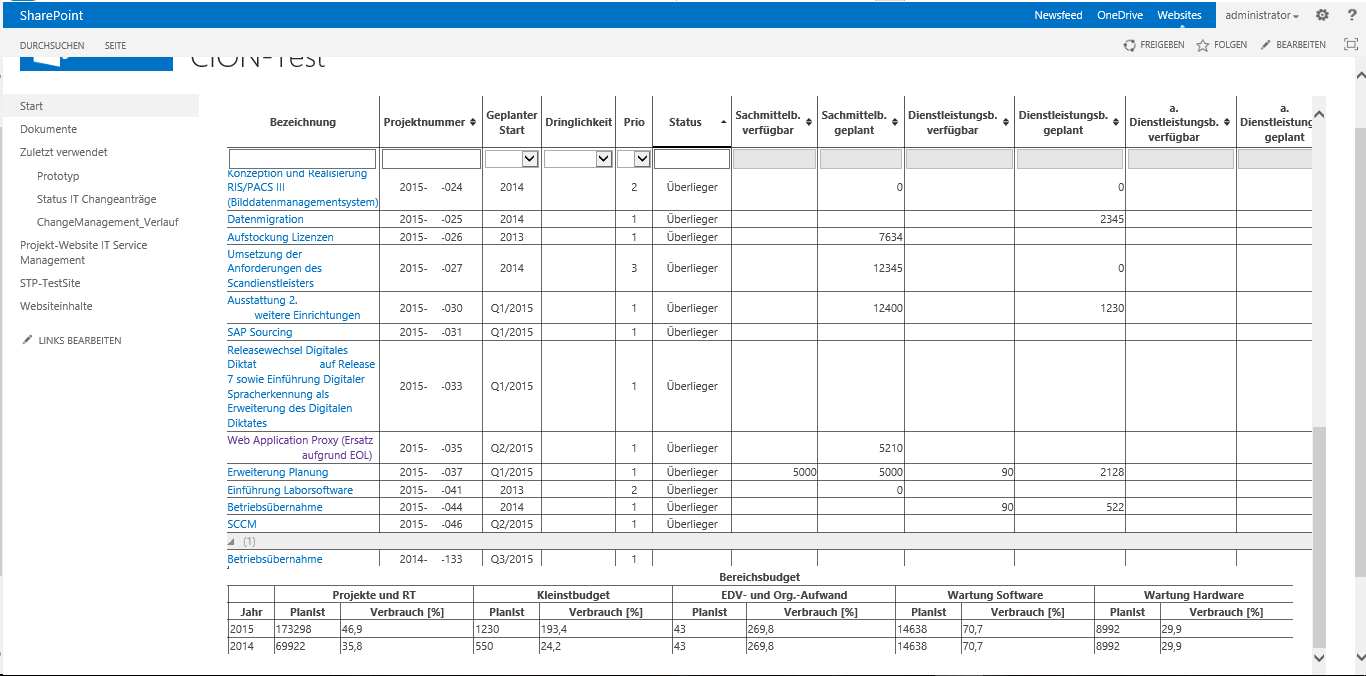 SharePoint
Newsfeed OneDrive Websites administrator ?
DURCHSUCHEN SEITE
FREIGEBEN FOLGEN BEARBEITEN
CION-Test
Start
Dokumente
Zuletzt verwendet
Prototyp
Status IT Changeanträge
ChangeManagement_Verlauf
Projekt-Website IT Service
Management
STP-TestSite
Websiteinhalte
LINKS BEARBEITEN
Bezeichnung Projektnummer Geplanter Start Dringlichkeit Prio Status Sachmittelb. verfügbar Sachmittelb. geplant Dienstleistungsb. verfügbar Dienstleistungsb. geplant a. Dienstleistungsb. verfügbar a. Dienstleistung geplant
Konzeption und Realisierung
RIS/PACS III 2015- -024 2014 2 Überlieger 0 0
(Bilddatenmanagementsystem)
Datenmigration 2015- -025 2014 1 Überlieger 2345
Aufstockung Lizenzen 2015- -026 2013 1 Überlieger 7634
Umsetzung der
Anforderungen des 2015- -027 2014 3 Überlieger 12345 0
Scandienstleisters
Ausstattung 2.
weitere Einrichtungen 2015- -030 Q1/2015 1 Überlieger 12400 1230
SAP Sourcing 2015- -031 Q1/2015 1 Überlieger
Releasewechsel Digitales
Diktat auf Release
7 sowie Einführung Digitaler 2015- -033 Q1/2015 1 Überlieger
Spracherkennung als
Erweiterung des Digitalen
Diktates
Web Application Proxy (Ersatz
aufgrund EOL) 2015- -035 Q2/2015 1 Überlieger 5210
Erweiterung Planung 2015- -037 Q1/2015 1 Überlieger 5000 5000 90 2128
Einführung Laborsoftware 2015- -041 2013 2 Überlieger 0
Betriebsübernahme 2015- -044 2014 1 Überlieger 90 522
SCCM 2015- -046 Q2/2015 1 Überlieger
(1)
Betriebsübernahme 2014- -133 Q3/2015 1
Bereichsbudget
Projekte und RT Kleinstbudget EDV- und Org.-Aufwand Wartung Software Wartung Hardware
Jahr PlanIst Verbrauch [%] PlanIst Verbrauch [%] PlanIst Verbrauch [%] PlanIst Verbrauch [%] PlanIst Verbrauch [%]
2015 173298 46,9 1230 193,4 43 269,8 14638 70,7 8992 29,9
2014 69922 35,8 550 24,2 43 269,8 14638 70,7 8992 29,9